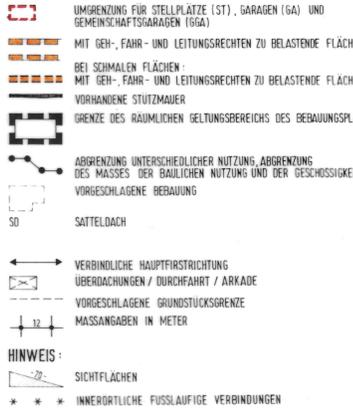 UMGRENZUNG FÜR STELLPLÄTZE (ST), GARAGEN (GA) UND
GEMEINSCHAFTSGARAGEN (GGA)
MIT GEH-, FAHR- UND LEITUNGSRECHTEN ZU BELASTENDE FLÄCH
BEI SCHMALEN FLÄCHEN :
MIT GEH-, FAHR- UND LEITUNGSRECHTEN ZU BELASTENDE FLÄCH
VORHANDENE STÜTZMAUER
GRENZE DES RÄUMLICHEN GELTUNGSBEREICHS DES BEBAUUNGSPL
ABGRENZUNG UNTERSCHIEDLICHER NUTZUNG, ABGRENZUNG
DES MASSES DER BAULICHEN NUTZUNG UND DER GESCHOSSIGKE
VORGESCHLAGENE BEBAUUNG
SD SATTELDACH
VERBINDLICHE HAUPTFIRSTRICHTUNG
ÜBERDACHUNGEN / DURCHFAHRT / ARKADE
VORGESCHLAGENE GRUNDSTÜCKSGRENZE
12 MASSANGABEN IN METER
HINWEIS :
-70- SICHTFLÄCHEN
* * * INNERÖRTLICHE FUSSLÄUFIGE VERBINDUNGEN